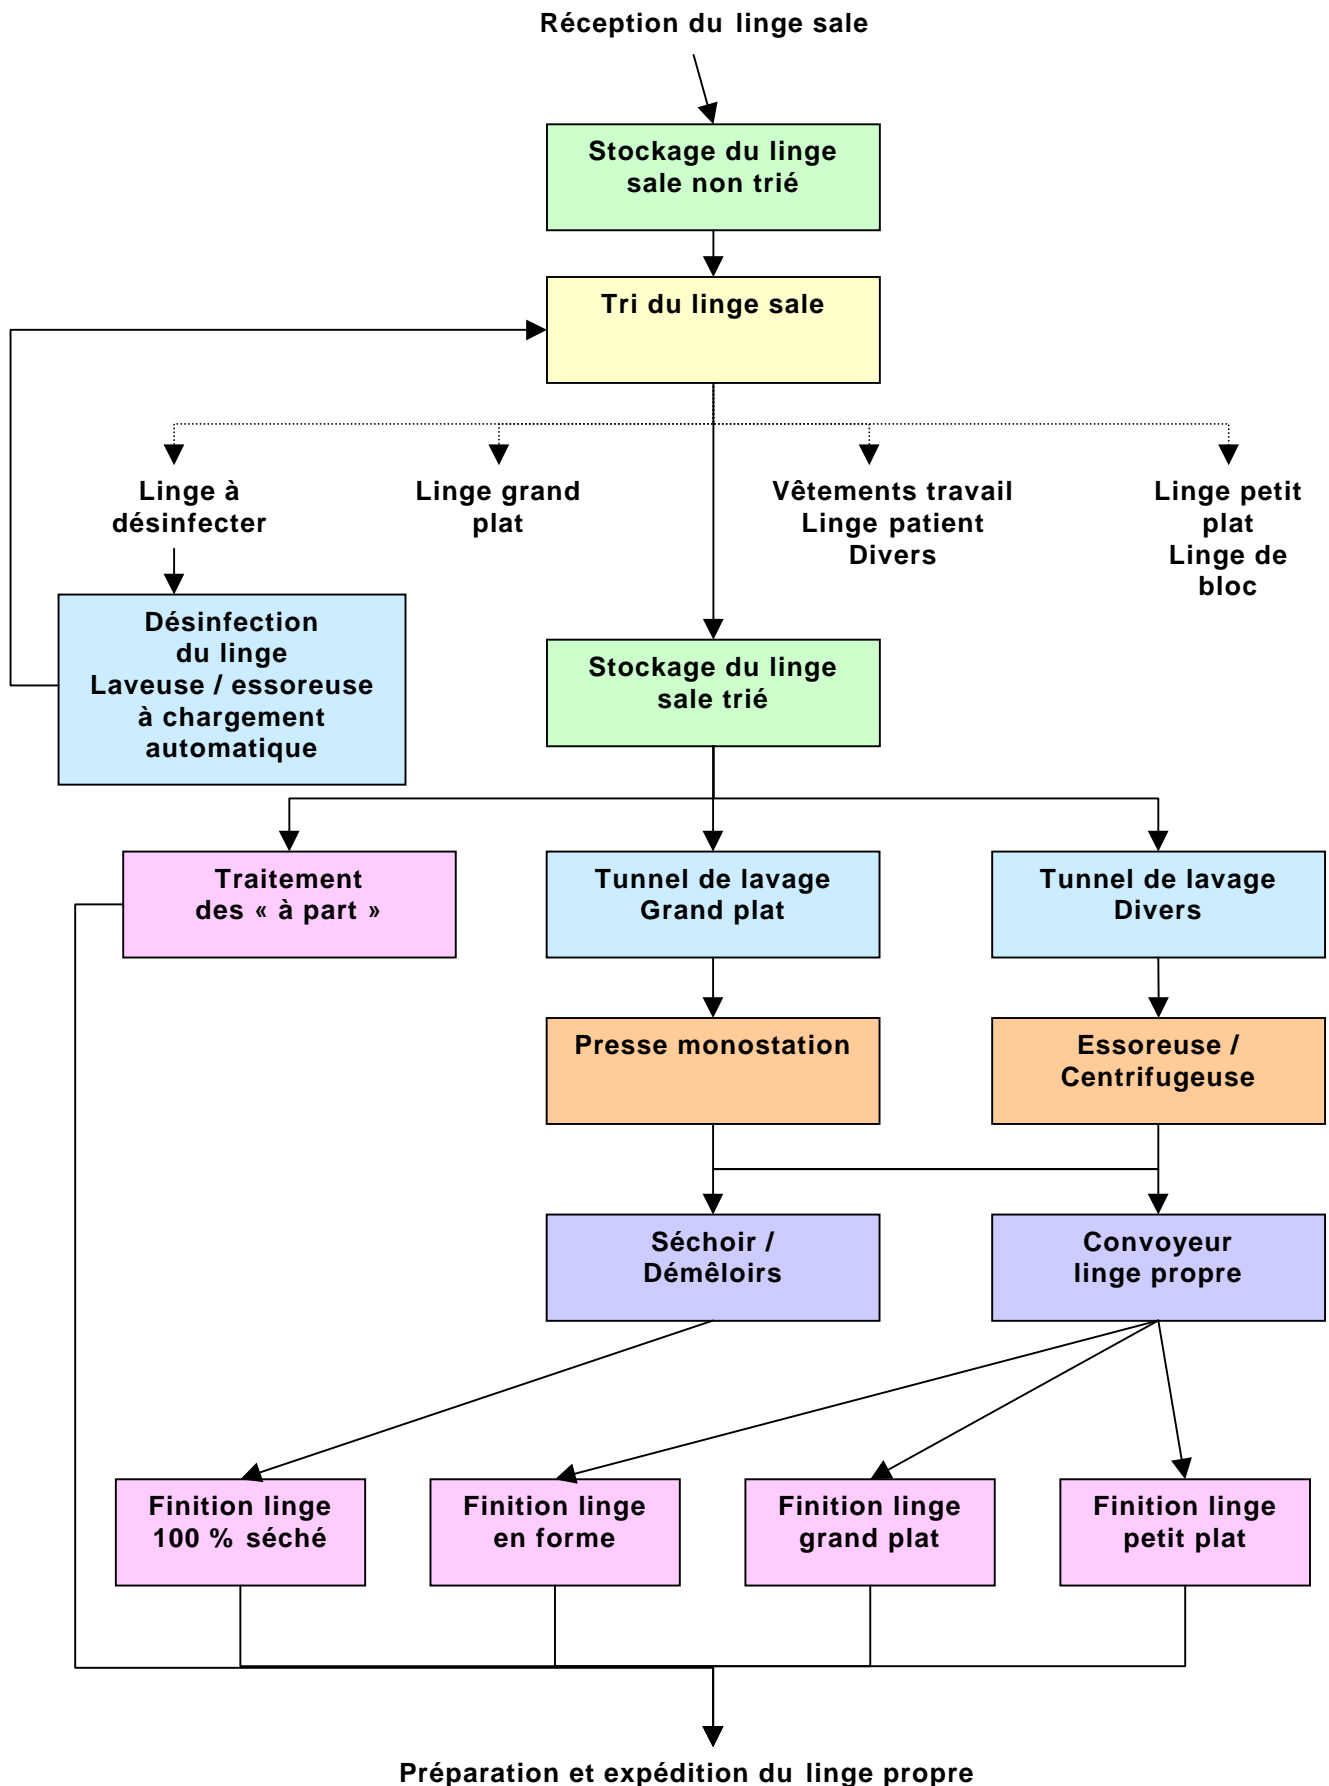 Réception du linge sale
Stockage du linge
sale non trié
Tri du linge sale
Linge à
désinfecter
Linge grand
plat
Vêtements travail
Linge patient
Divers
Linge petit
plat
Linge de
bloc
Désinfection
du linge
Laveuse / essoreuse
à chargement
automatique
Stockage du linge
sale trié
Traitement
des « à part »
Tunnel de lavage
Grand plat
Tunnel de lavage
Divers
Presse monostation
Essoreuse /
Centrifugeuse
Séchoir /
Démêloirs
Convoyeur
linge propre
Finition linge
100 % séché
Finition linge
en forme
Finition linge
grand plat
Finition linge
petit plat
Préparation et expédition du linge propre